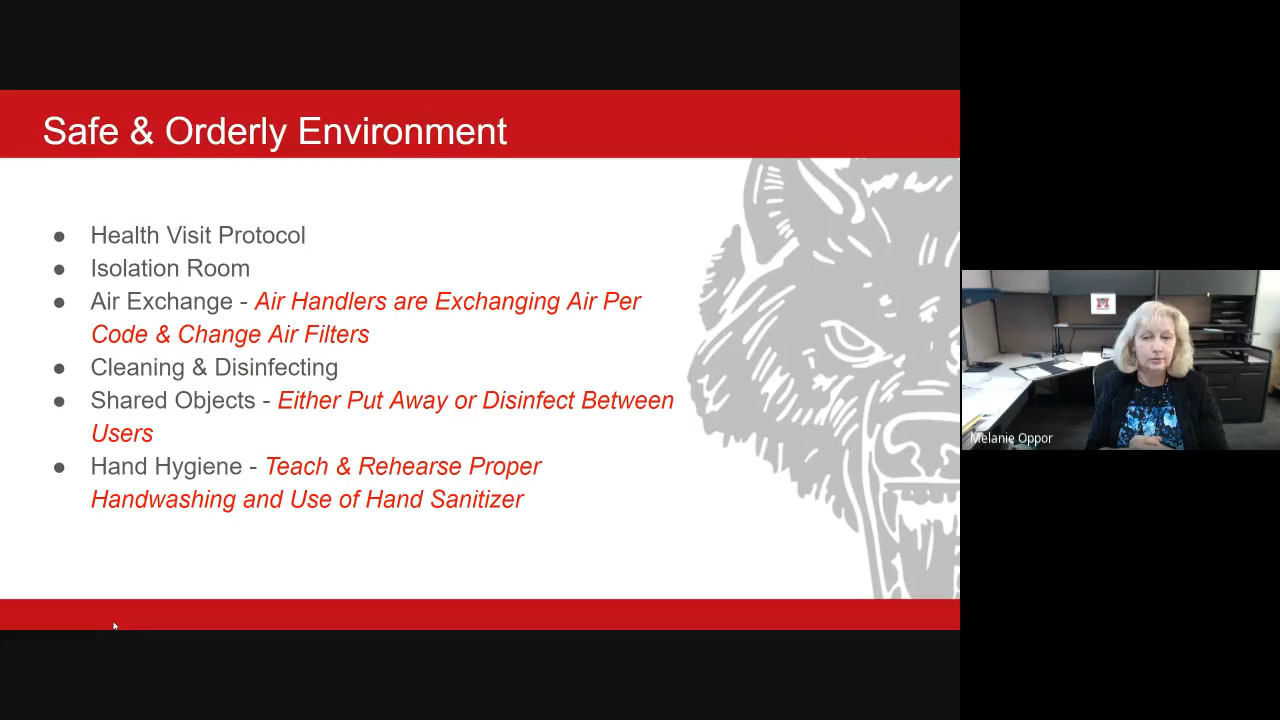 Safe & Orderly Environment
● Health Visit Protocol
● Isolation Room
● Air Exchange - Air Handlers are Exchanging Air Per
Code & Change Air Filters
● Cleaning & Disinfecting
● Shared Objects - Either Put Away or Disinfect Between
Users
● Hand Hygiene - Teach & Rehearse Proper
Handwashing and Use of Hand Sanitizer
Melanie Oppor